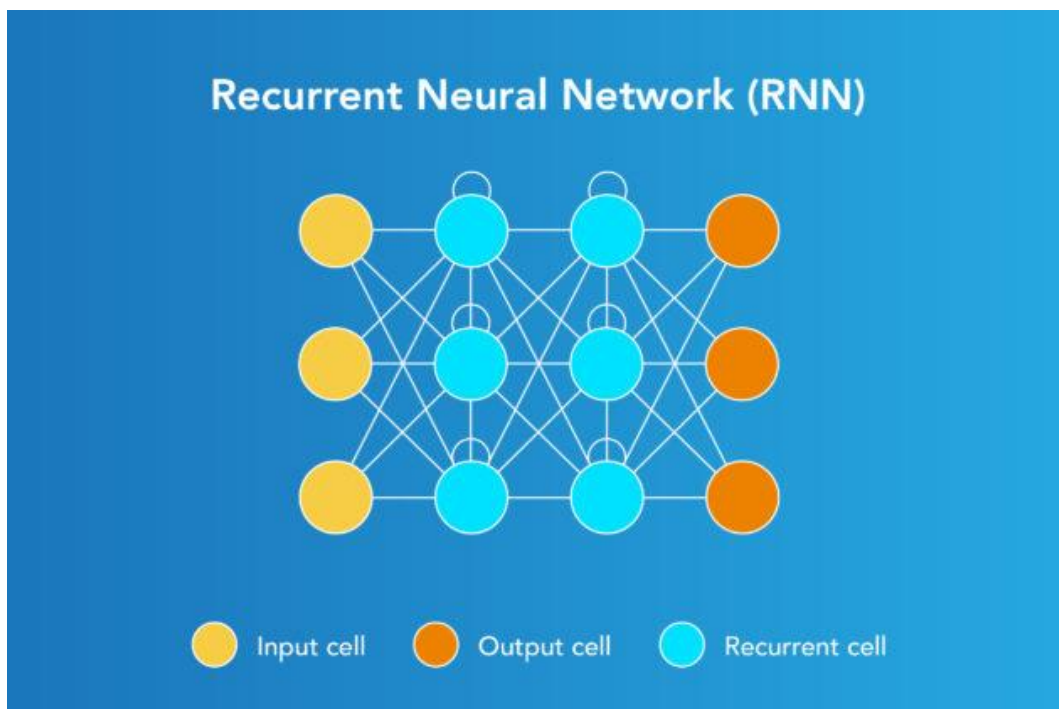 Recurrent Neural Network (RNN)
Input cell
Output cell
Recurrent cell